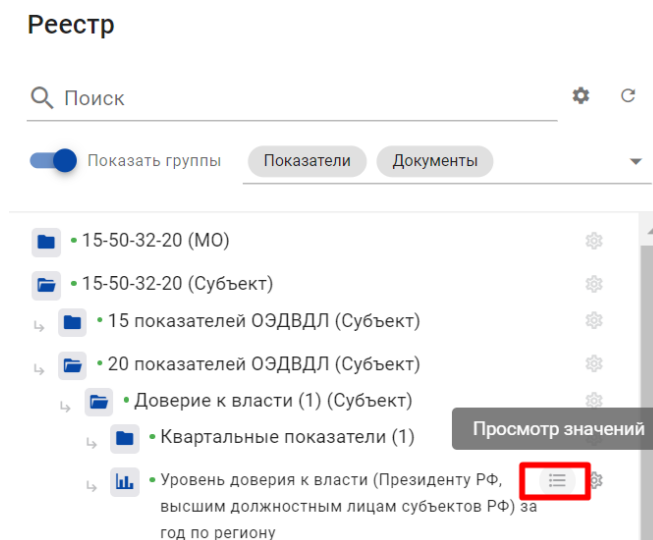 Реестр
Поиск
Показать группы Показатели Документы
15-50-32-20 (МО)
15-50-32-20 (Субъект)
15 показателей ОЭДВДЛ (Субъект)
20 показателей ОЭДВДЛ (Субъект)
Доверие к власти (1) (Субъект)
Просмотр значений
Квартальные показатели (1)
Уровень доверия к власти (Президенту РФ,
высшим должностным лицам субъектов РФ) за
год по региону